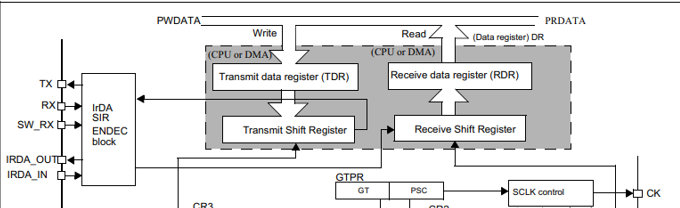 PWDATA
PRDATA
Write
Read
(Data register) DR
(CPU or DMA)
(CPU or DMA)
Transmit data register (TDR)
Receive data register (RDR)
TX
RX
SW_RX
IrDA
SIR
ENDEC
block
Transmit Shift Register
Receive Shift Register
IRDA_OUT
IRDA_IN
GTPR
GT
PSC
SCLK control
CK
CR3
CR2